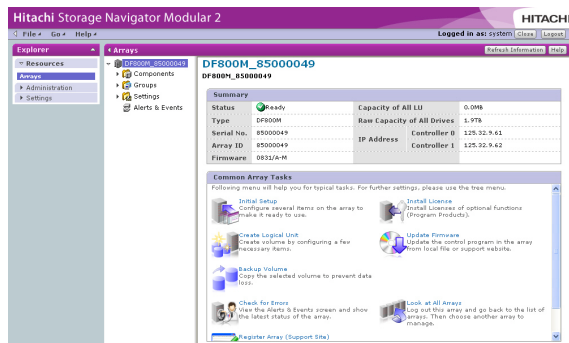 Hitachi Storage Navigator Modular 2
HITACHI
File Go Help
Logged in as: system Close Logout
Explorer
Arrays
Refresh Information Help
Resources
Arrays
Administration
Settings
DF800M_85000049
Components
Groups
Settings
Alerts & Events
DF800M_85000049
DF800M_85000049
Summary
Status Ready Capacity of All LU 0.0MB
Type DF800M Raw Capacity of All Drives 1.9TB
Serial No. 85000049 IP Address Controller 0 125.32.9.61
Array ID 85000049 Controller 1 125.32.9.62
Firmware 0831/A-M
Common Array Tasks
Following menu will help you for typical tasks. For further settings, please use the tree menu.
Initial Setup
Configure several items on the array to
make it ready to use.
Install License
Install Licenses of optional functions
(Program Products).
Create Logical Unit
Create volume by configuring a few
necessary items.
Update Firmware
Update the control program in the array
from local file or support website.
Backup Volume
Copy the selected volume to prevent data
loss.
Check for Errors
View the Alerts & Events screen and show
the latest status of the array.
Look at All Arrays
Log out this array and go back to the list of
arrays. Then choose another array to
manage.
Register Array (Support Site)